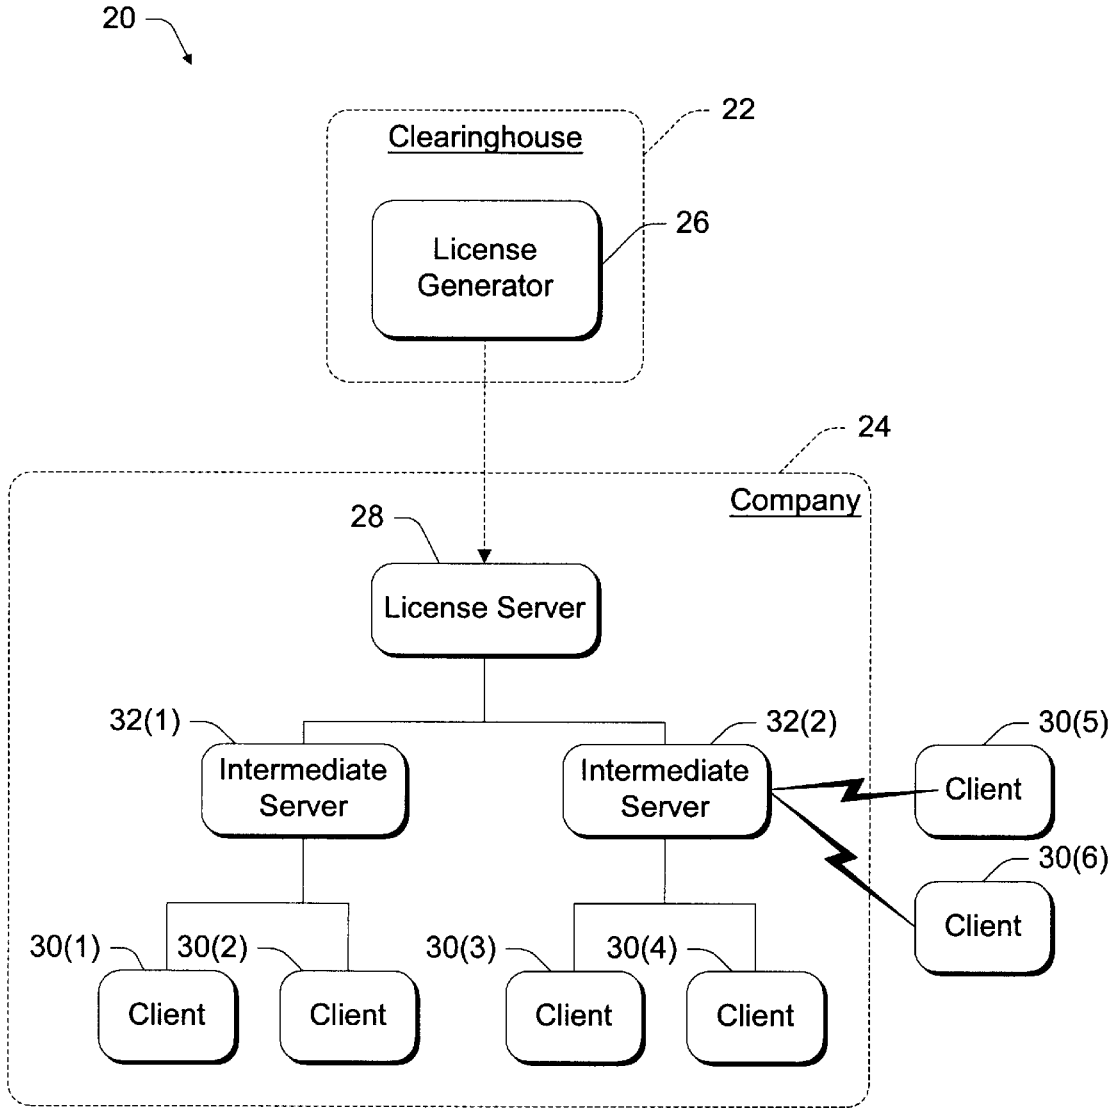 20
22
Clearinghouse
26
License
Generator
24
Company
28
License Server
32(1)
32(2)
30(5)
Intermediate
Server
Intermediate
Server
Client
30(6)
Client
30(1)
30(2)
30(3)
30(4)
Client
Client
Client
Client